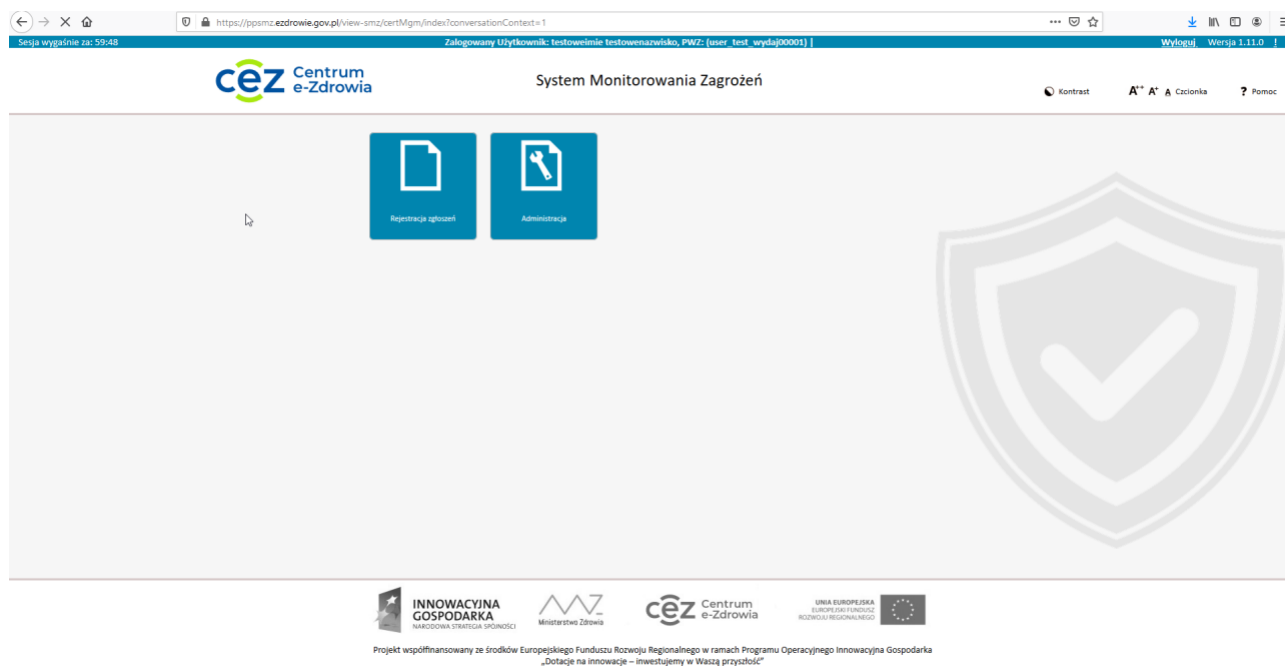 https://ppsmz.ezdrowie.gov.pl/view-smz/certMgm/index?conversationContext=1
Sesja wygaśnie za: 59:48
Zalogowany Użytkownik: testoweimie testowenazwisko, PWZ: (user_test_wydaj00001) |
Wyloguj Wersja 1.11.0 !
cez Centrum
e-Zdrowia
System Monitorowania Zagrożeń
Kontrast
A++ A+ A Czcionka
? Pomoc
Rejestracja zgłoszeń
Administracja
INNOWACYJNA
GOSPODARKA
NARODOWA STRATEGIA SPÓJNOŚCI
Ministerstwo Zdrowia
cez Centrum
e-Zdrowia
UNIA EUROPEJSKA
EUROPEJSKI FUNDUSZ
ROZWOJU REGIONALNEGO
Projekt współfinansowany ze środków Europejskiego Funduszu Rozwoju Regionalnego w ramach Programu Operacyjnego Innowacyjna Gospodarka
„Dotacje na innowacje – inwestujemy w Waszą przyszłość”